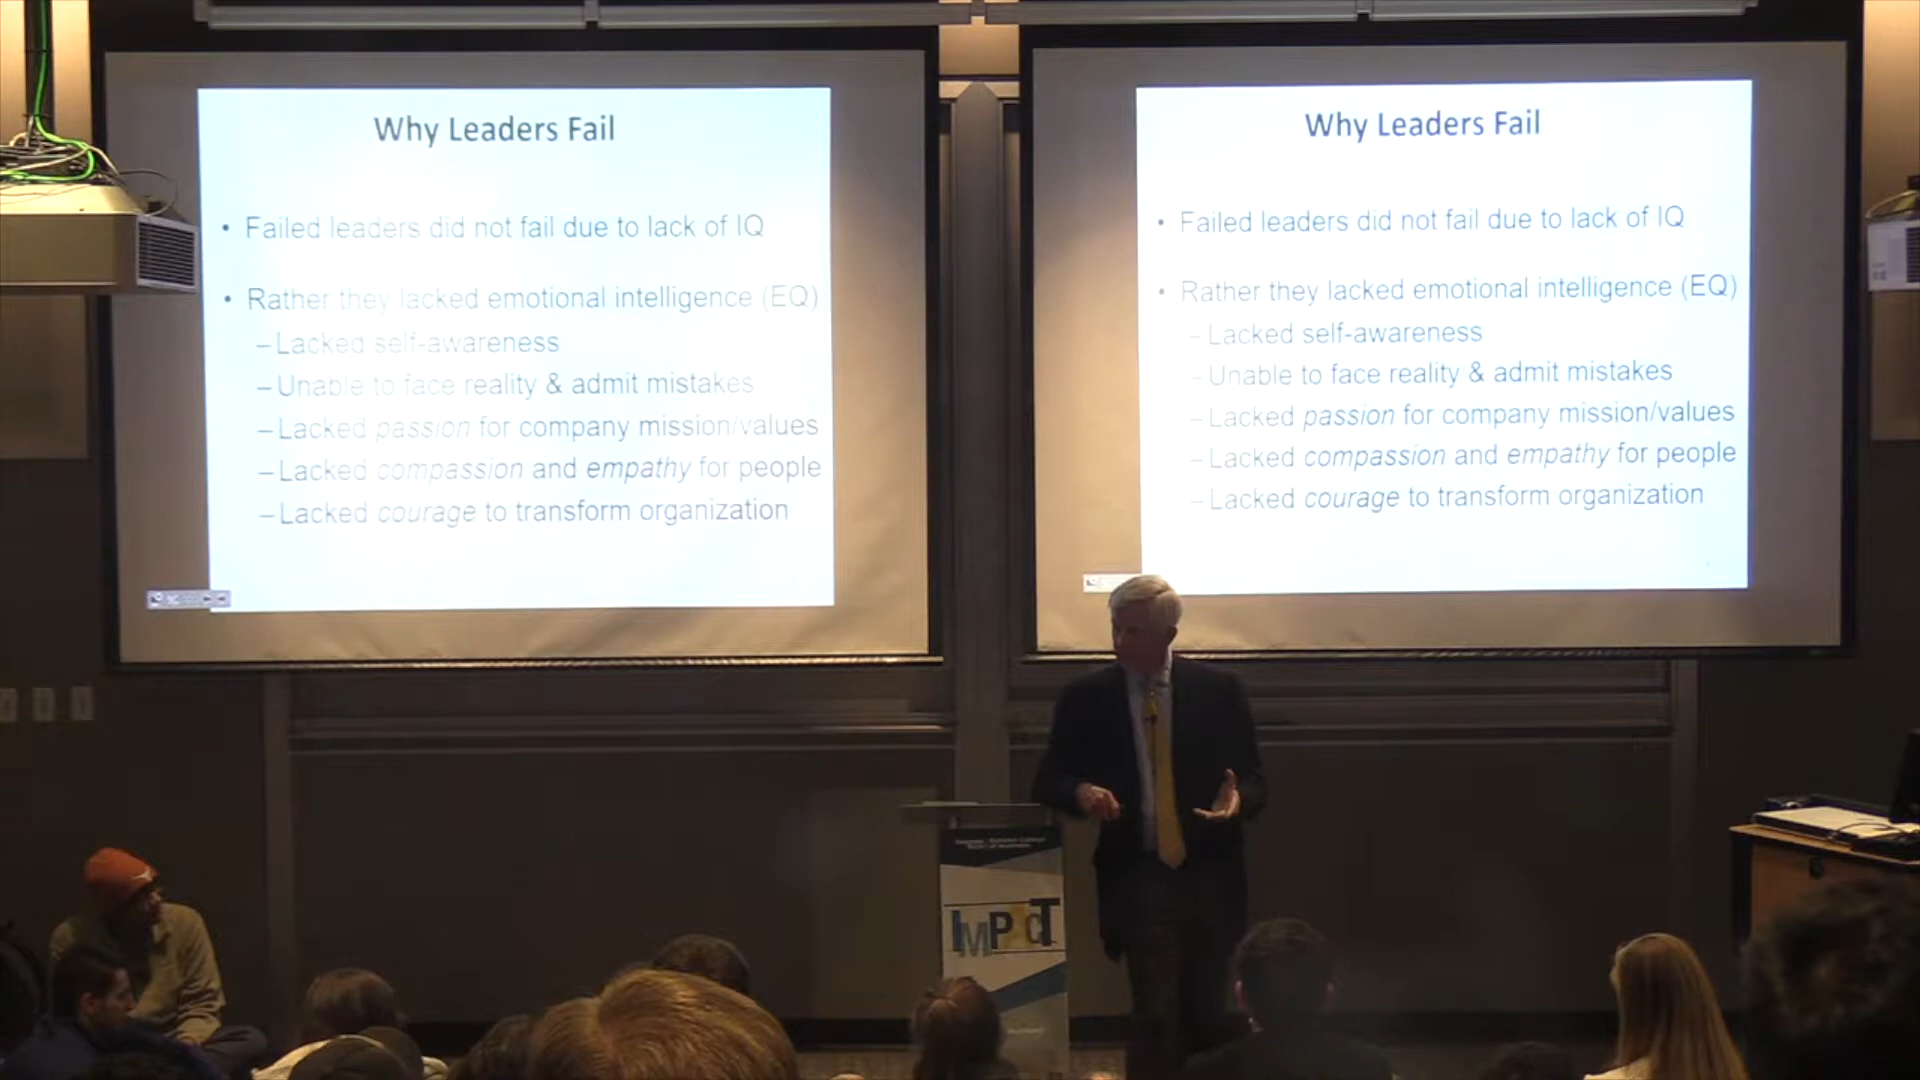 Why Leaders Fail
• Failed leaders did not fail due to lack of IQ
• Rather they lacked emotional intelligence (EQ)
– Lacked self-awareness
– Unable to face reality & admit mistakes
– Lacked passion for company mission/values
– Lacked compassion and empathy for people
– Lacked courage to transform organization
Why Leaders Fail
• Failed leaders did not fail due to lack of IQ
• Rather they lacked emotional intelligence (EQ)
– Lacked self-awareness
– Unable to face reality & admit mistakes
– Lacked passion for company mission/values
– Lacked compassion and empathy for people
– Lacked courage to transform organization
IMPACT